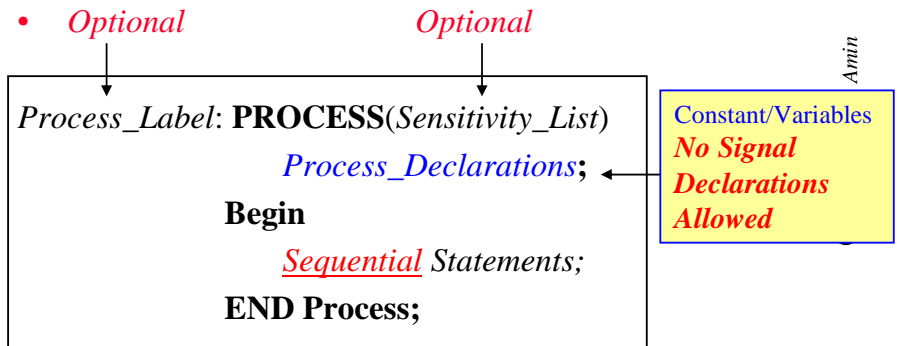 • Optional Optional
Amin
Process_Label: PROCESS(Sensitivity_List)
Process_Declarations;
Begin
Sequential Statements;
END Process;
Constant/Variables
No Signal
Declarations
Allowed